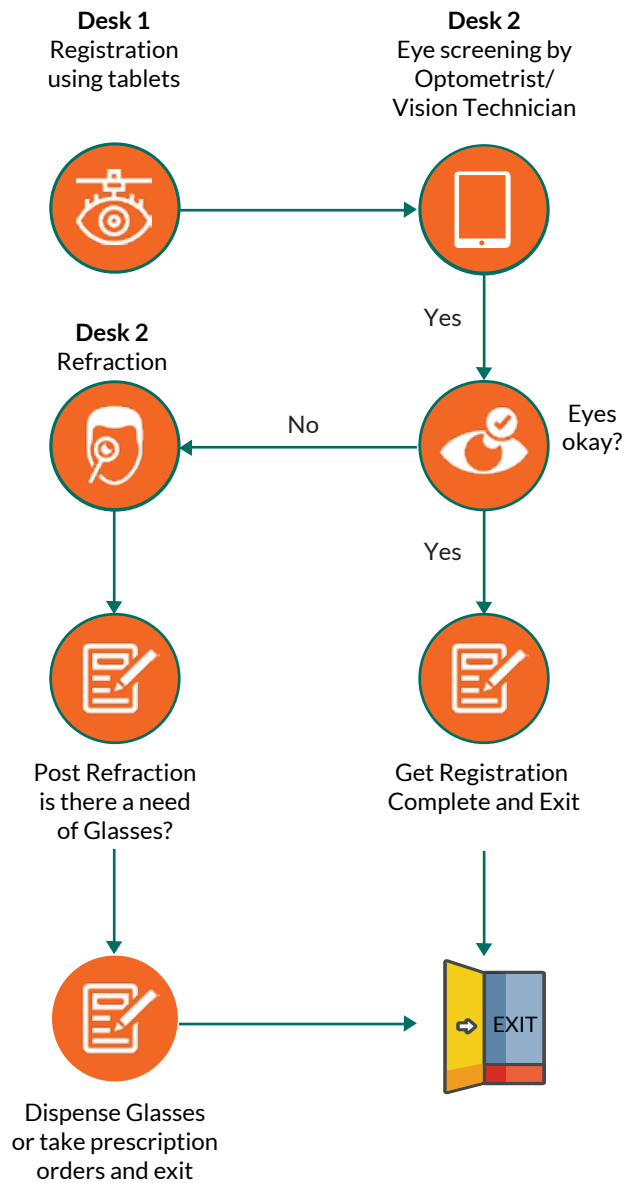 Desk 1
Registration
using tablets
Desk 2
Eye screening by
Optometrist/
Vision Technician
Yes
Desk 2
Refraction
No
Eyes
okay?
Yes
Post Refraction
is there a need
of Glasses?
Get Registration
Complete and Exit
EXIT
Dispense Glasses
or take prescription
orders and exit